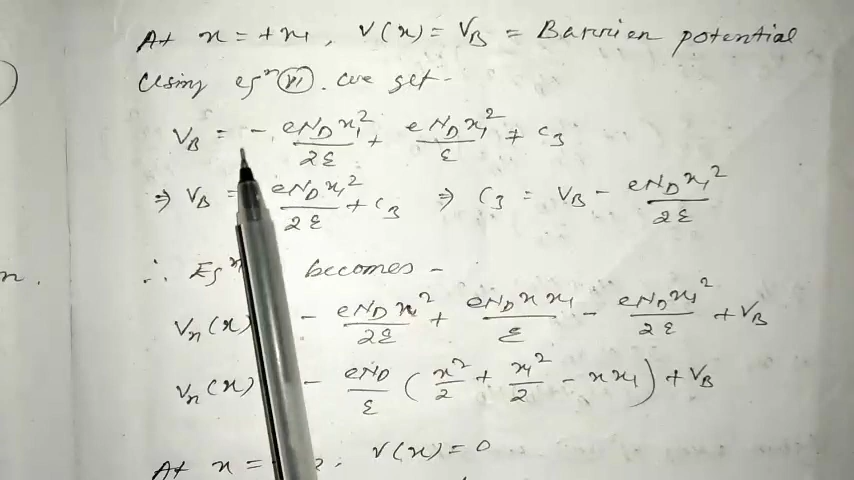 At x = +x₁, V(x) = V_B = Barrier potential
Using eqⁿ (vi). we get-
V_B = - eN_D x₁²/2ε + eN_D x₁²/ε + C₃
⇒ V_B = eN_D x₁²/2ε + C₃ ⇒ C₃ = V_B - eN_D x₁²/2ε
n.
∴ Eqⁿ becomes -
V_n(x) - eN_D x²/2ε + eN_D x x₁/ε - eN_D x₁²/2ε + V_B
V_n(x) - eN_D/ε (x²/2 + x₁²/2 - x x₁) + V_B
At x = 2, V(x) = 0